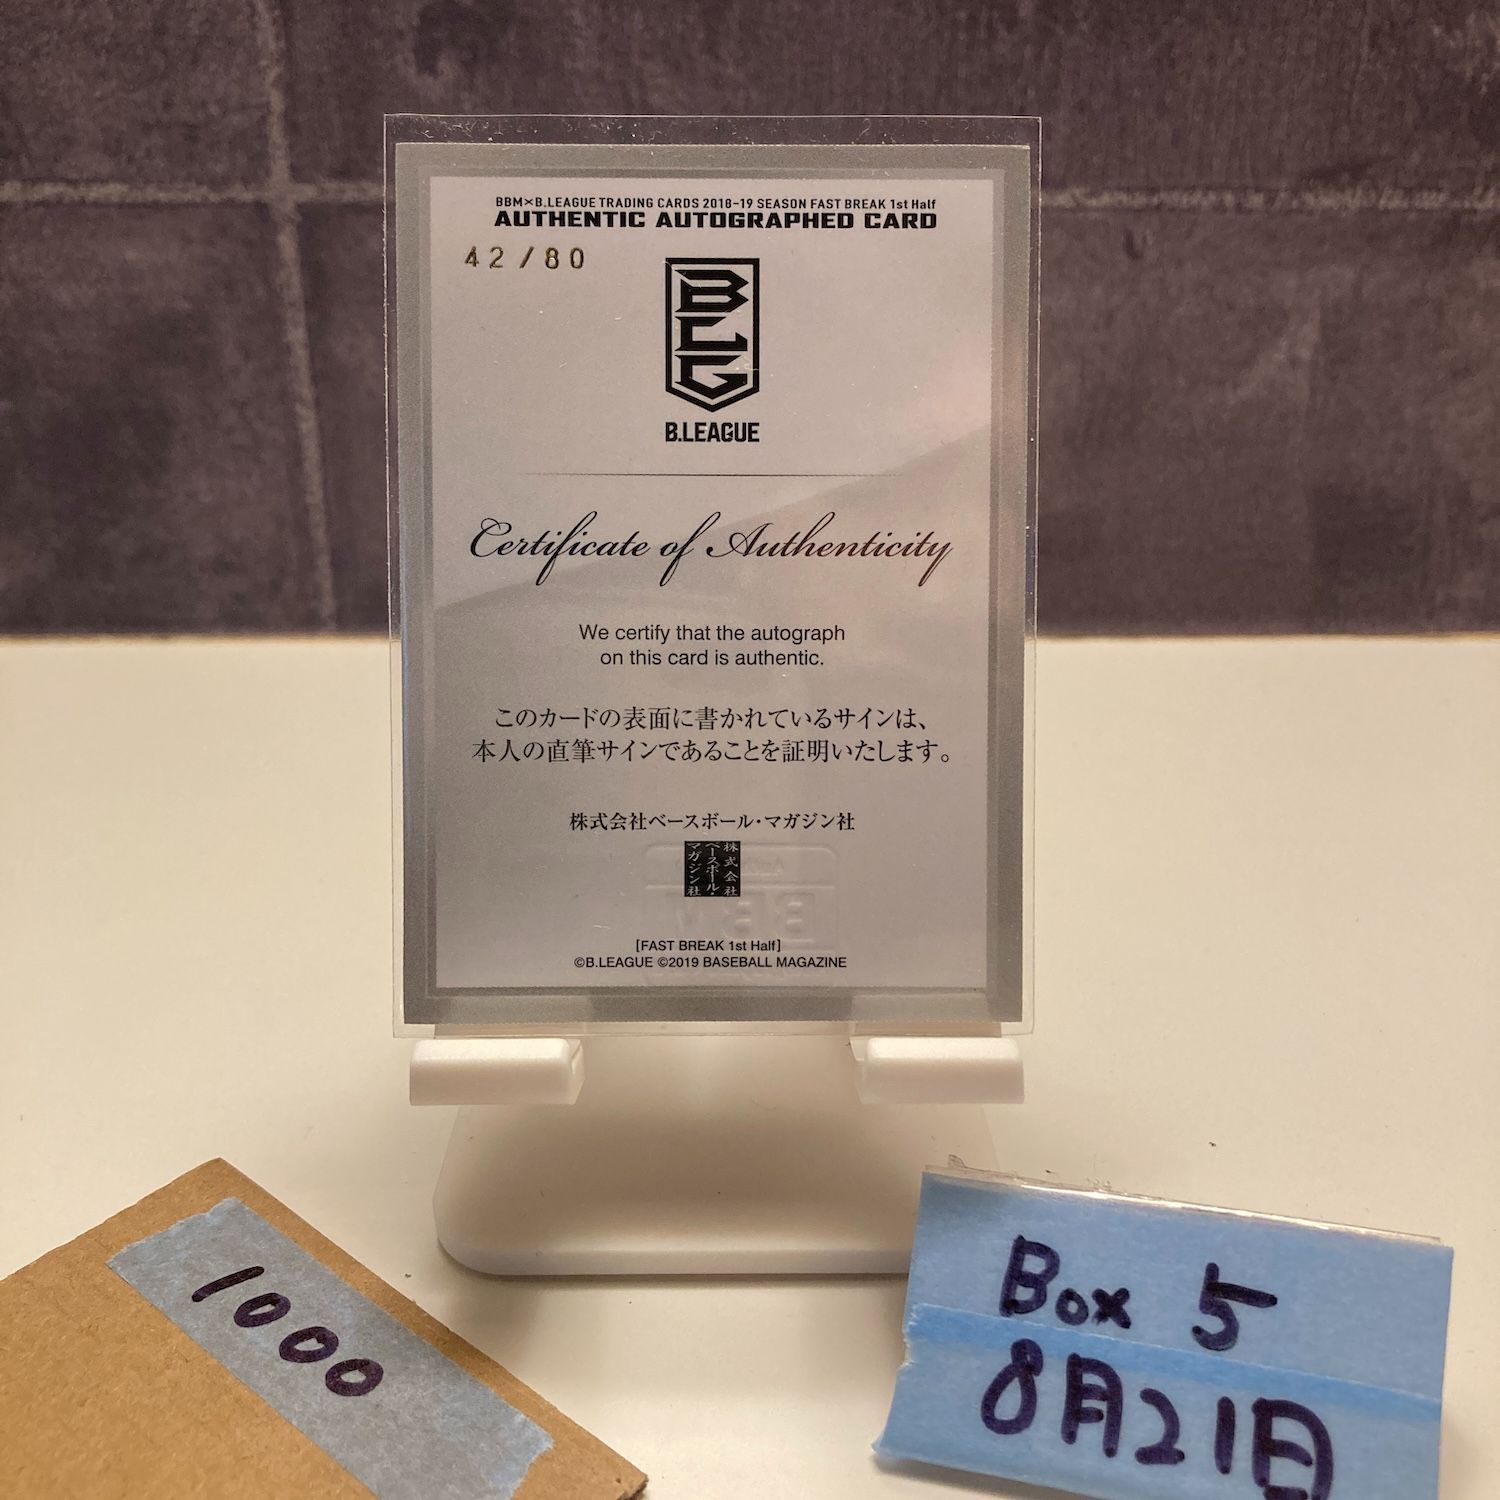 BBM×B.LEAGUE TRADING CARDS 2018-19 SEASON FAST BREAK 1st Half
AUTHENTIC AUTOGRAPHED CARD
42/80
BLG
B.LEAGUE
Certificate of Authenticity
We certify that the autograph
on this card is authentic.
このカードの表面に書かれているサインは、
本人の直筆サインであることを証明いたします。
株式会社ベースボール・マガジン社
株式会社
ベースボール・
マガジン社
[FAST BREAK 1st Half]
©B.LEAGUE ©2019 BASEBALL MAGAZINE
1000
Box 5
8月21日